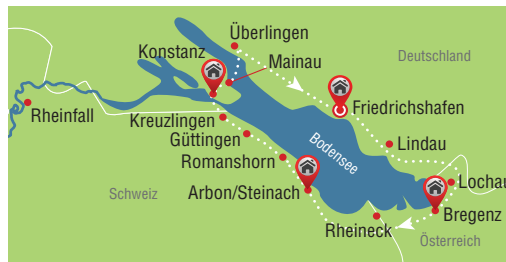 Überlingen
Konstanz
Mainau
Deutschland
Rheinfall
Friedrichshafen
Kreuzlingen
Güttingen
Bodensee
Lindau
Romanshorn
Schweiz
Arbon/Steinach
Lochau
Bregenz
Rheineck
Österreich